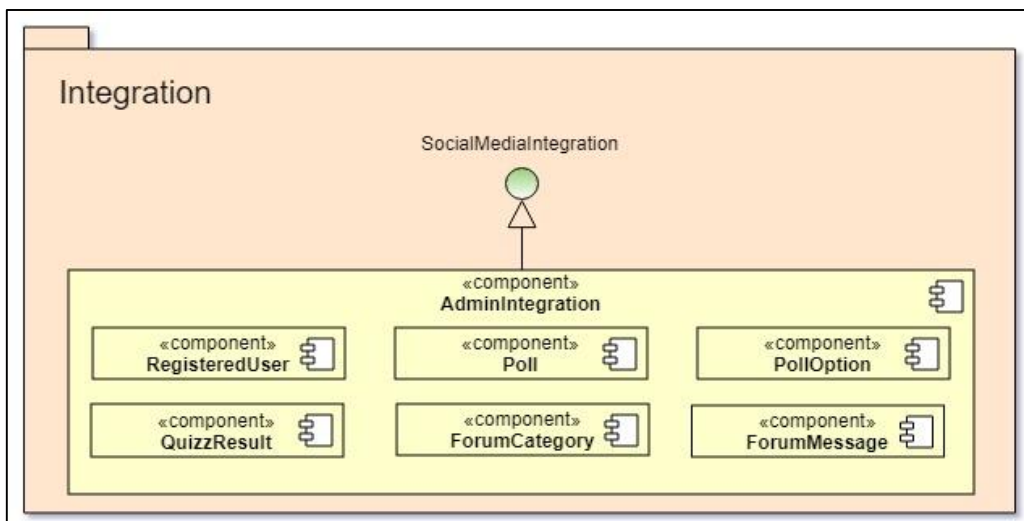 Integration
SocialMediaIntegration
«component»
AdminIntegration
«component»
RegisteredUser
«component»
Poll
«component»
PollOption
«component»
QuizzResult
«component»
ForumCategory
«component»
ForumMessage